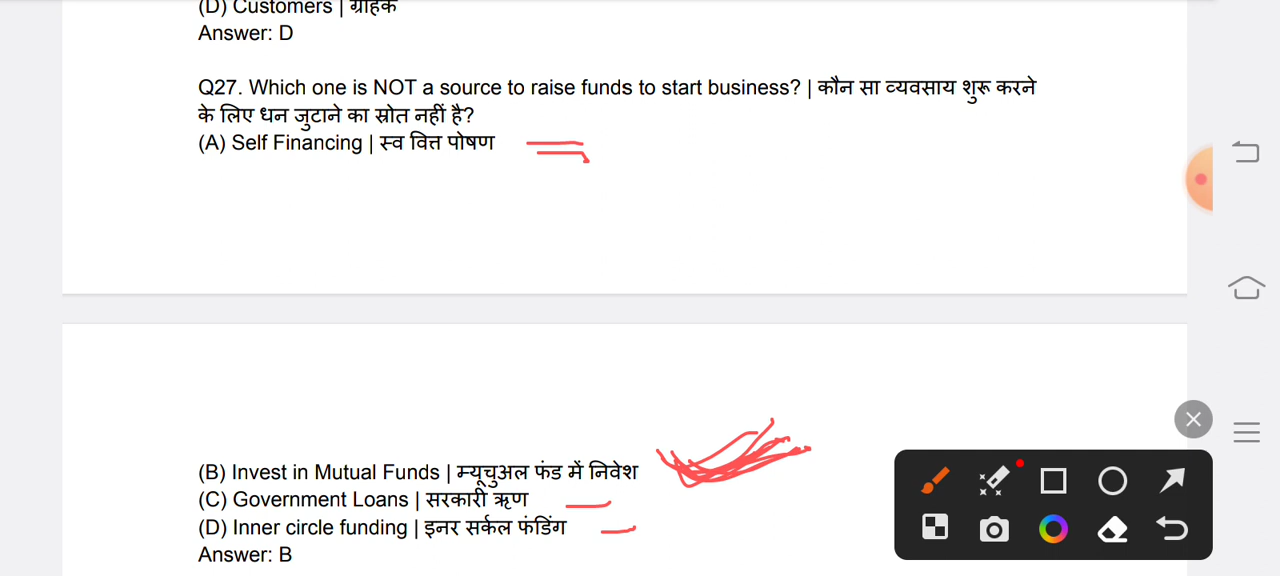 (D) Customers | ग्राहक
Answer: D
Q27. Which one is NOT a source to raise funds to start business? | कौन सा व्यवसाय शुरू करने
के लिए धन जुटाने का स्रोत नहीं है?
(A) Self Financing | स्व वित्त पोषण
(B) Invest in Mutual Funds | म्यूचुअल फंड में निवेश
(C) Government Loans | सरकारी ऋण
(D) Inner circle funding | इनर सर्कल फंडिंग
Answer: B